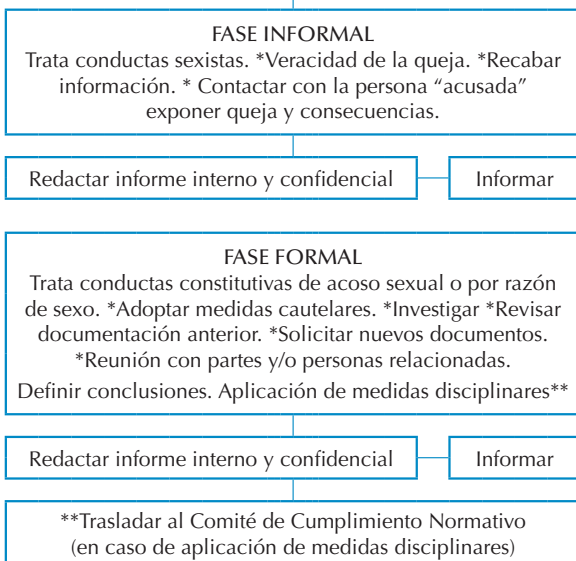 FASE INFORMAL
Trata conductas sexistas. *Veracidad de la queja. *Recabar
información. * Contactar con la persona “acusada”
exponer queja y consecuencias.
Redactar informe interno y confidencial
Informar
FASE FORMAL
Trata conductas constitutivas de acoso sexual o por razón
de sexo. *Adoptar medidas cautelares. *Investigar *Revisar
documentación anterior. *Solicitar nuevos documentos.
*Reunión con partes y/o personas relacionadas.
Definir conclusiones. Aplicación de medidas disciplinares**
Redactar informe interno y confidencial
Informar
**Trasladar al Comité de Cumplimiento Normativo
(en caso de aplicación de medidas disciplinares)